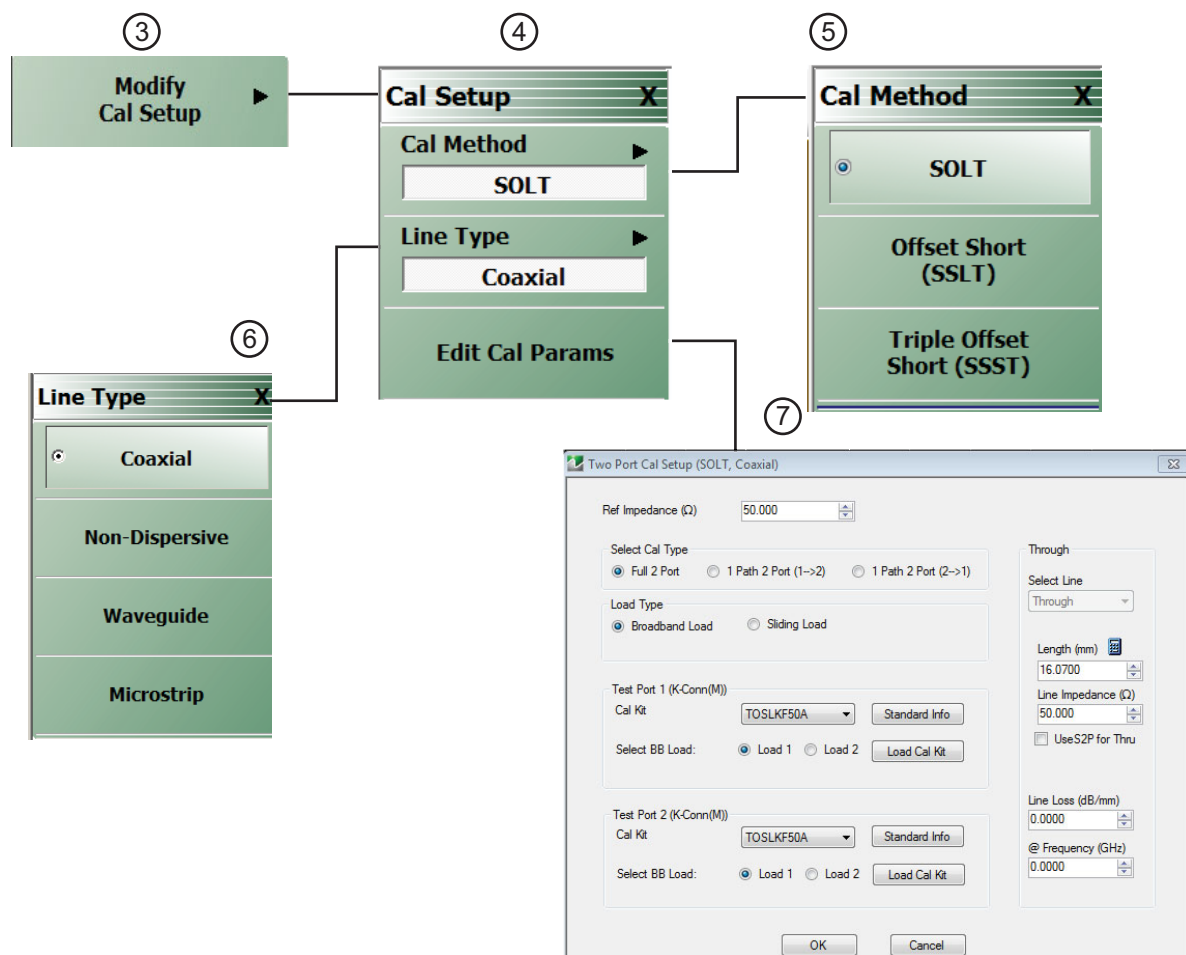 ③
Modify
Cal Setup
④
Cal Setup X
Cal Method
SOLT
Line Type
Coaxial
Edit Cal Params
⑤
Cal Method X
SOLT
Offset Short
(SSLT)
Triple Offset
Short (SSST)
⑥
Line Type X
Coaxial
Non-Dispersive
Waveguide
Microstrip
⑦
Two Port Cal Setup (SOLT, Coaxial)
Ref Impedance (Ω) 50.000
Select Cal Type
Full 2 Port 1 Path 2 Port (1-->2) 1 Path 2 Port (2-->1)
Load Type
Broadband Load Sliding Load
Test Port 1 (K-Conn(M))
Cal Kit TOSLKF50A Standard Info
Select BB Load: Load 1 Load 2 Load Cal Kit
Test Port 2 (K-Conn(M))
Cal Kit TOSLKF50A Standard Info
Select BB Load: Load 1 Load 2 Load Cal Kit
Through
Select Line
Through
Length (mm)
16.0700
Line Impedance (Ω)
50.000
UseS2P for Thru
Line Loss (dB/mm)
0.0000
@ Frequency (GHz)
0.0000
OK Cancel